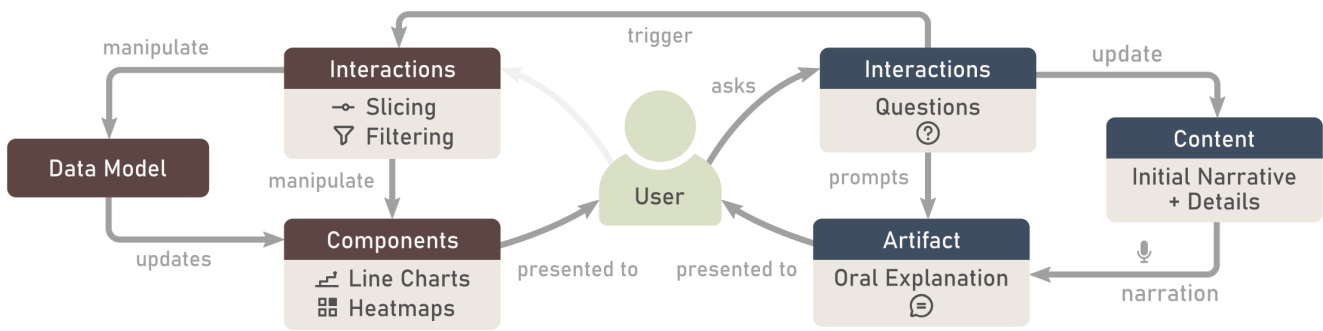 trigger
manipulate
Interactions
Slicing
Filtering
asks
Interactions
Questions
update
Data Model
manipulate
User
prompts
Content
Initial Narrative
+ Details
updates
Components
Line Charts
Heatmaps
presented to
presented to
Artifact
Oral Explanation
narration